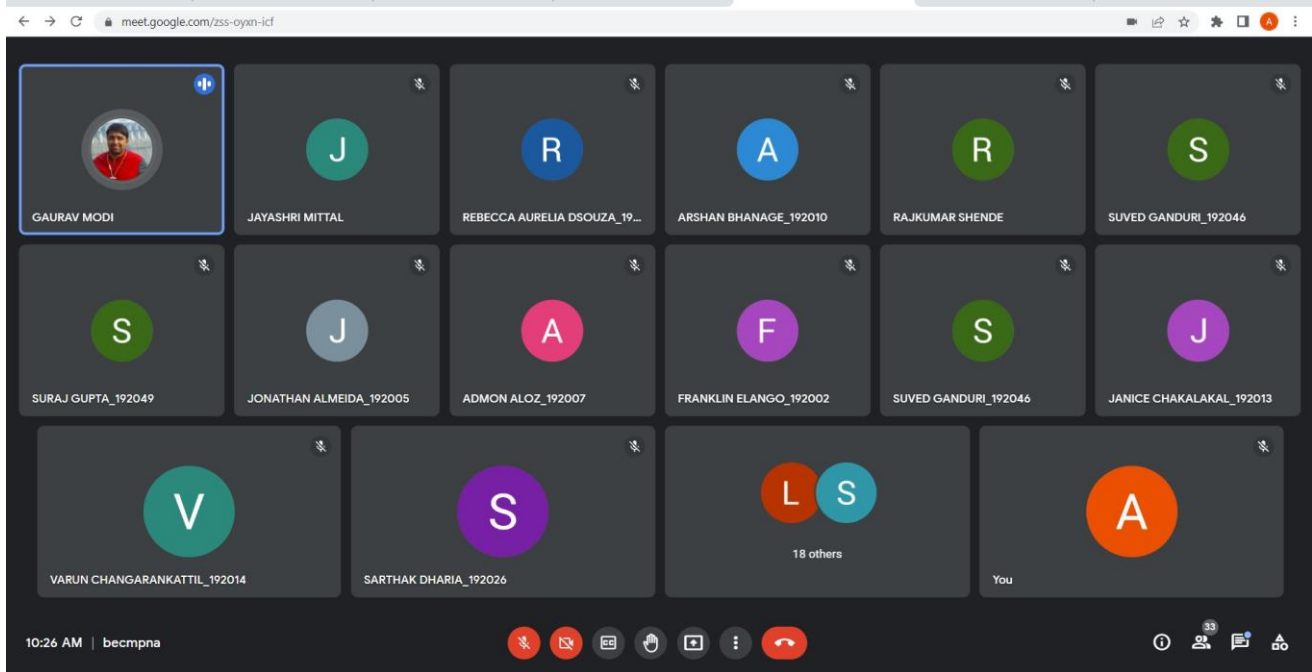 meet.google.com/zss-oyxn-icf
A
J
R
A
R
S
GAURAV MODI
JAYASHRI MITTAL
REBECCA AURELIA DSOUZA_19...
ARSHAN BHANAGE_192010
RAJKUMAR SHENDE
SUVED GANDURI_192046
S
J
A
F
S
J
SURAJ GUPTA_192049
JONATHAN ALMEIDA_192005
ADMON ALOZ_192007
FRANKLIN ELANGO_192002
SUVED GANDURI_192046
JANICE CHAKALAKAL_192013
V
S
L
S
A
18 others
VARUN CHANGARANKATTIL_192014
SARTHAK DHARIA_192026
You
10:26 AM | becmpna
CC
33